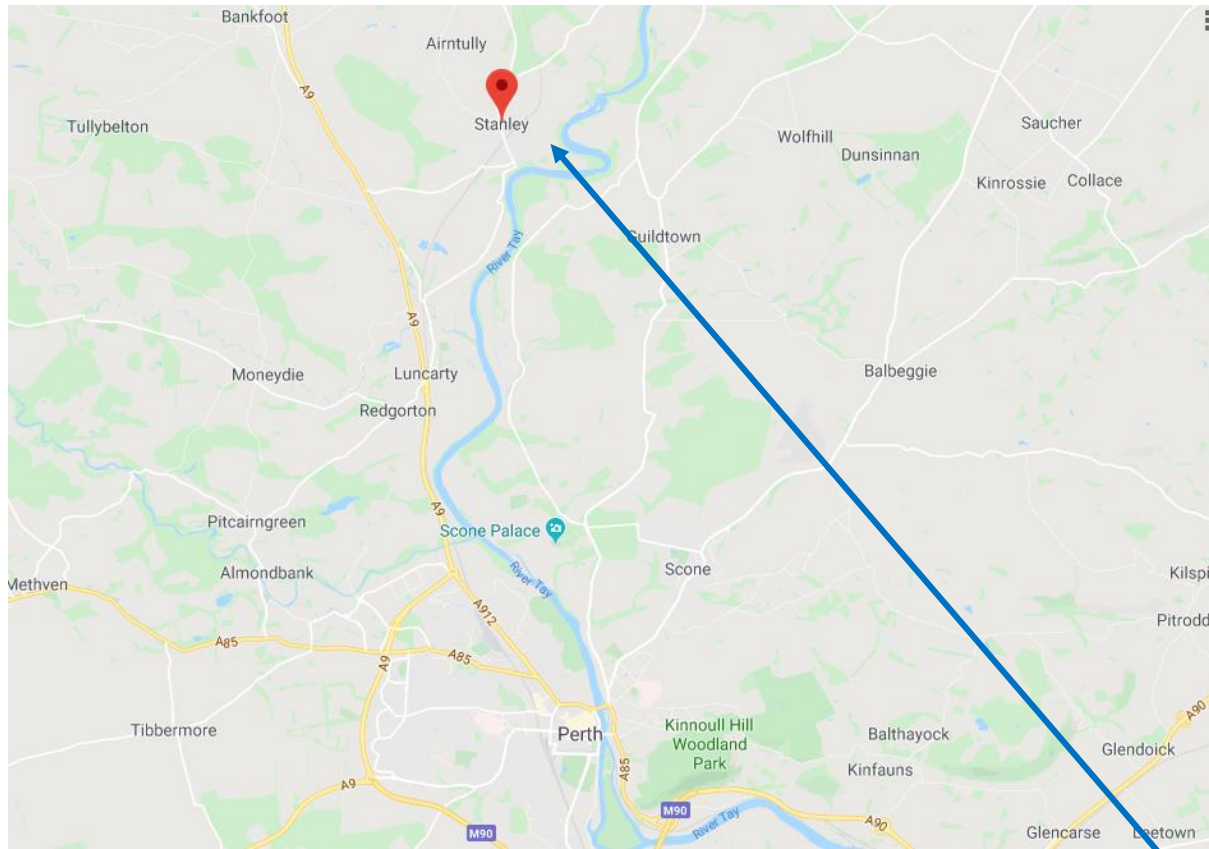 Bankfoot
Airntully
A9
Stanley
Tullybelton
Wolfhill
Saucher
Dunsinnan
Kinrossie
Collace
River Tay
Guildtown
A9
Moneydie
Luncarty
Balbeggie
Redgorton
A9
Pitcairngreen
Scone Palace
Almondbank
Scone
Methven
River Tay
Kilspi
A912
Pitrodd
A85
A9
A85
A90
Tibbermore
Perth
Kinnoull Hill
Woodland
Park
Balthayock
Glendoick
Kinfauns
A85
A9
M90
M90
River Tay
A90
Glencarse
Leetown